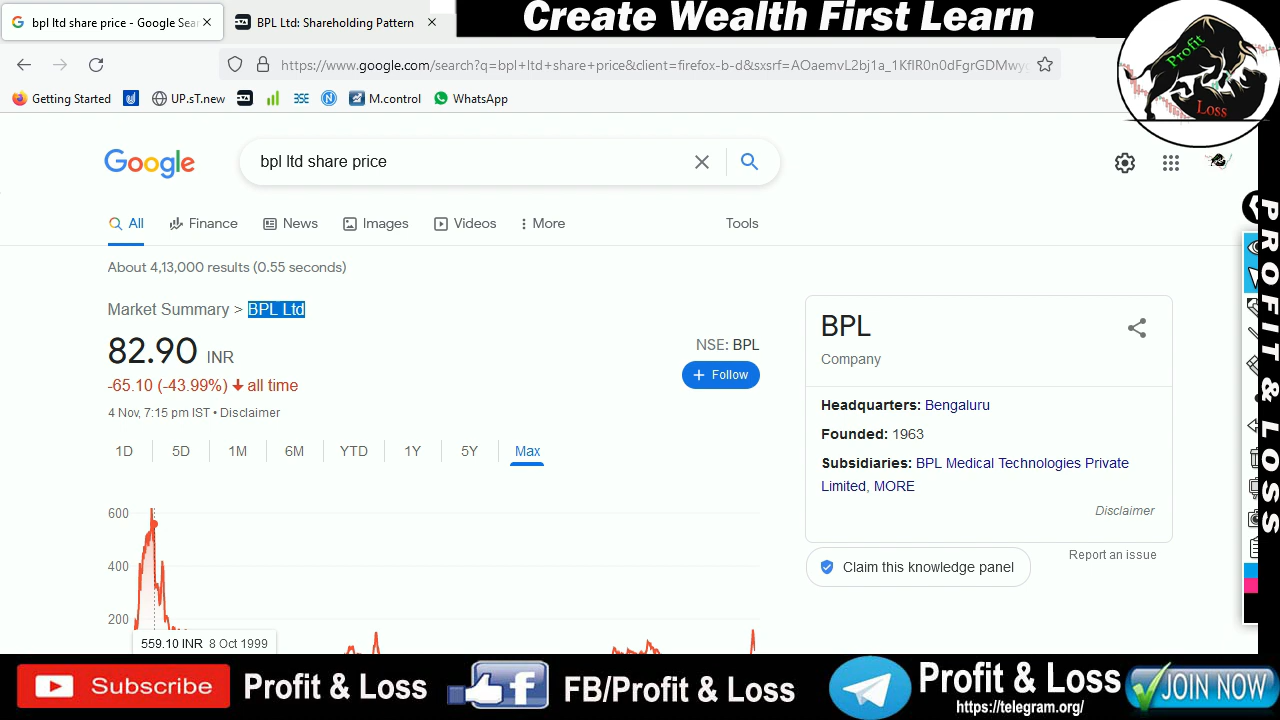 bpl ltd share price - Google Sear
BPL Ltd: Shareholding Pattern
Create Wealth First Learn
https://www.google.com/search?q=bpl+ltd+share+price&client=firefox-b-d&sxsrf=
Getting Started
UP.sT.new
M.control
WhatsApp
Profit
Loss
Google
bpl ltd share price
All
Finance
News
Images
Videos
More
Tools
About 4,13,000 results (0.55 seconds)
Market Summary > BPL Ltd
82.90 INR
-65.10 (-43.99%) all time
4 Nov, 7:15 pm IST • Disclaimer
NSE: BPL
+ Follow
1D
5D
1M
6M
YTD
1Y
5Y
Max
600
400
200
559.10 INR 8 Oct 1999
BPL
Company
Headquarters: Bengaluru
Founded: 1963
Subsidiaries: BPL Medical Technologies Private
Limited, MORE
Disclaimer
Claim this knowledge panel
Report an issue
PROFIT & LOSS
Subscribe
Profit & Loss
f
FB/Profit & Loss
Profit & Loss
https://telegram.org/
JOIN NOW